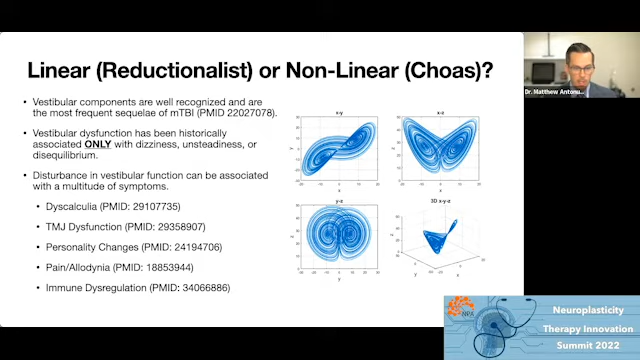 Linear (Reductionalist) or Non-Linear (Choas)?
Dr. Matthew Antonu...
• Vestibular components are well recognized and are
the most frequent sequelae of mTBI (PMID 22027078).
• Vestibular dysfunction has been historically
associated ONLY with dizziness, unsteadiness, or
disequilibrium.
• Disturbance in vestibular function can be associated
with a multitude of symptoms.
• Dyscalculia (PMID: 29107735)
• TMJ Dysfunction (PMID: 29358907)
• Personality Changes (PMID: 24194706)
• Pain/Allodynia (PMID: 18853944)
• Immune Dysregulation (PMID: 34066886)
x-y
x-z
y-z
3D x-y-z
NPA
Neuroplasticity
Therapy Innovation
Summit 2022